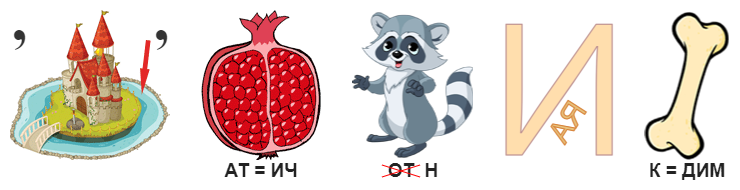 , ,
И АЯ
АТ = ИЧ ОТ Н К = ДИМ